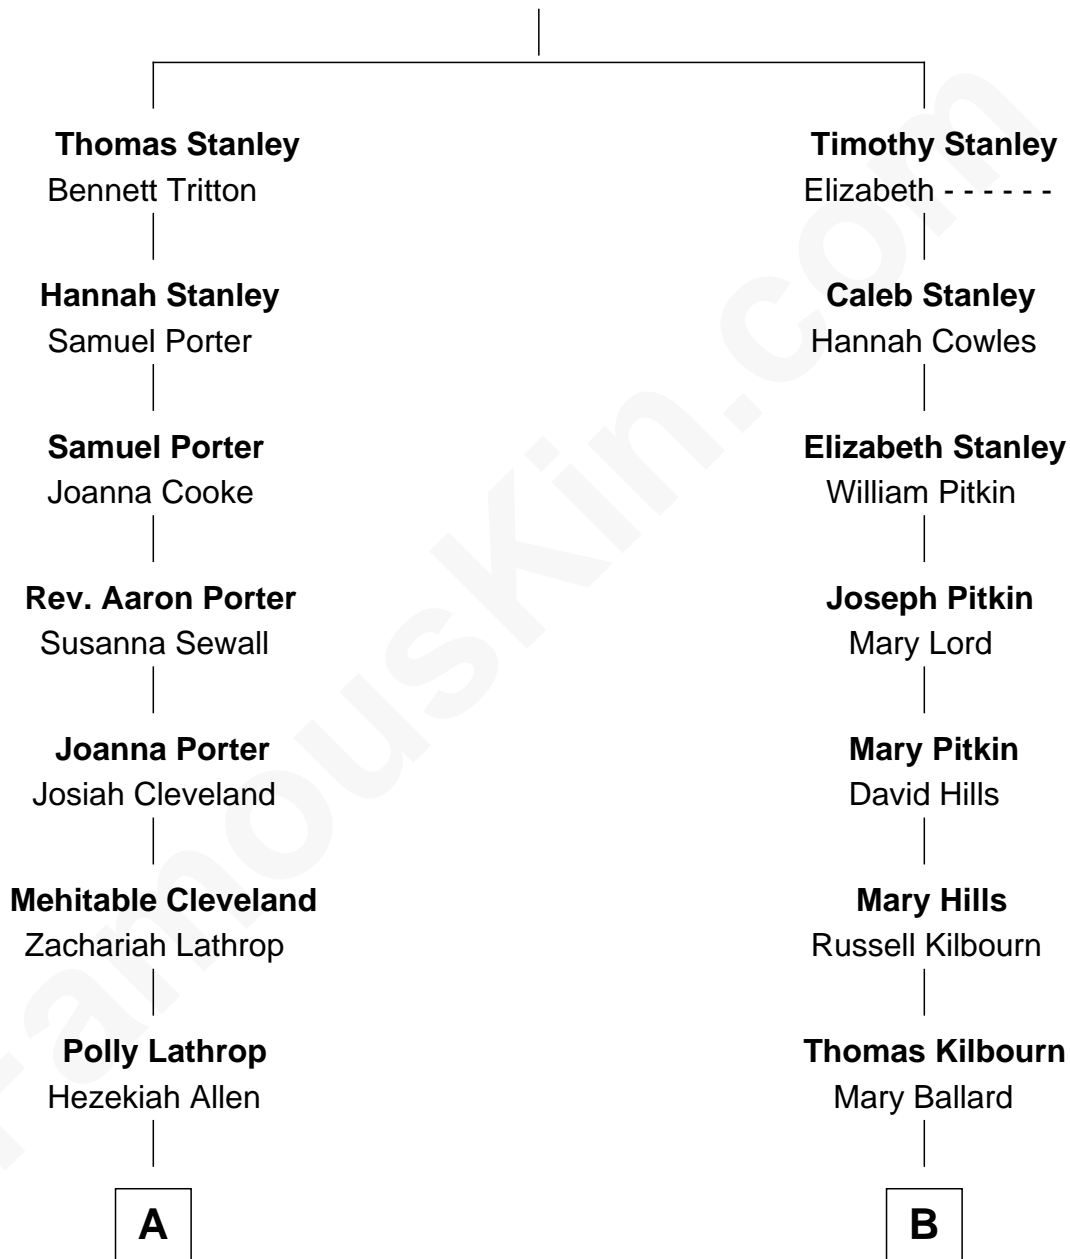 Thomas Stanley
Bennett Tritton
Hannah Stanley
Samuel Porter
Samuel Porter
Joanna Cooke
Rev. Aaron Porter
Susanna Sewall
Joanna Porter
Josiah Cleveland
Mehitable Cleveland
Zachariah Lathrop
Polly Lathrop
Hezekiah Allen
A
Timothy Stanley
Elizabeth - - - - - -
Caleb Stanley
Hannah Cowles
Elizabeth Stanley
William Pitkin
Joseph Pitkin
Mary Lord
Mary Pitkin
David Hills
Mary Hills
Russell Kilbourn
Thomas Kilbourn
Mary Ballard
B
FamousKin.com